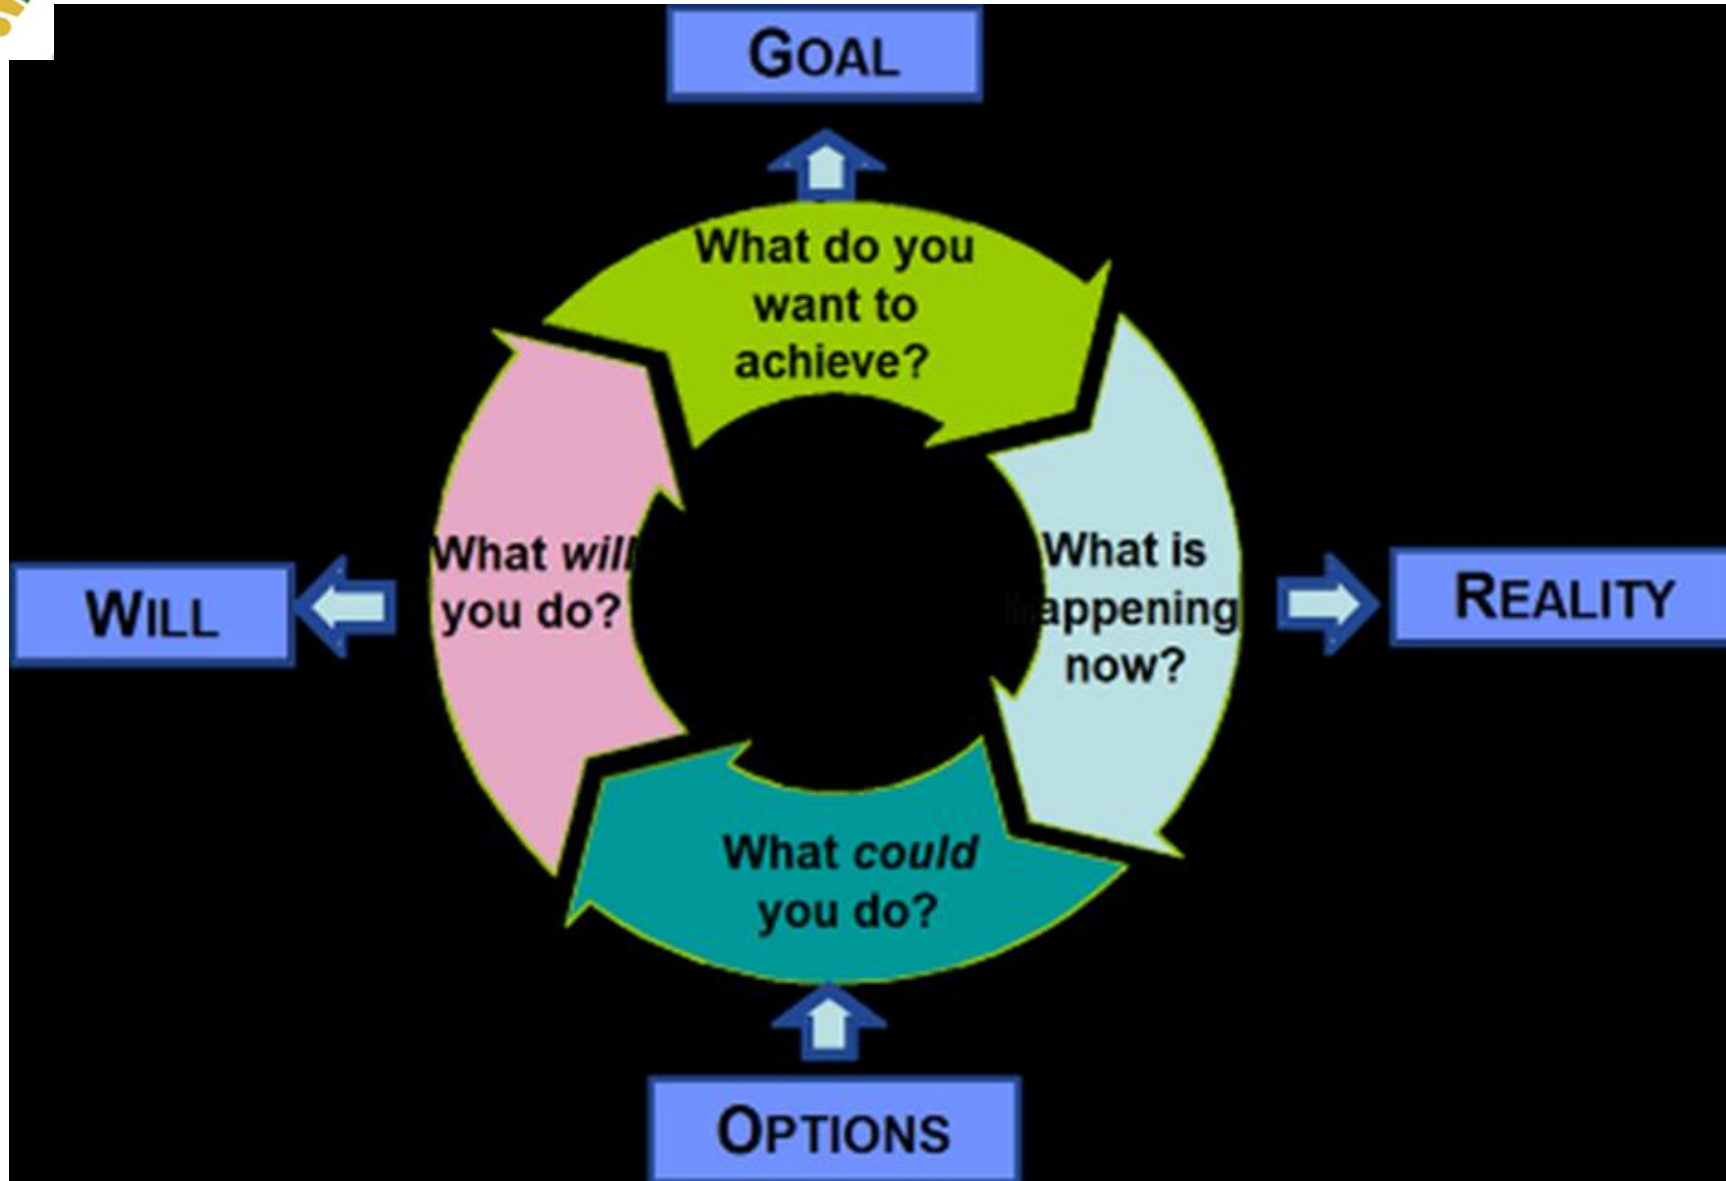 GOAL
What do you
want to
achieve?
What is
happening
now?
REALITY
What could
you do?
OPTIONS
What will
you do?
WILL